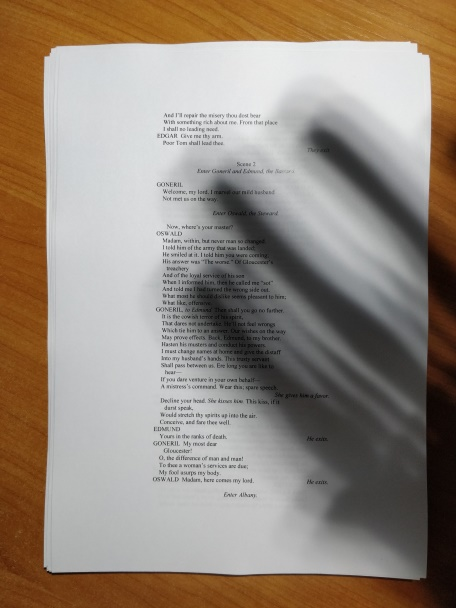 And I'll repair the misery thou dost bear
With something rich about me. From that place
I shall no leading need.
EDGAR Give me thy arm.
Poor Tom shall lead thee.
They exit.
Scene 2
Enter Goneril and Edmund, the Bastard.
GONERIL
Welcome, my lord. I marvel our mild husband
Not met us on the way.
Enter Oswald, the Steward.
Now, where's your master?
OSWALD
Madam, within, but never man so changed.
I told him of the army that was landed;
He smiled at it. I told him you were coming;
His answer was "The worse." Of Gloucester's
treachery
And of the loyal service of his son
When I informed him, then he called me "sot"
And told me I had turned the wrong side out.
What most he should dislike seems pleasant to him;
What like, offensive.
GONERIL, to Edmund Then shall you go no further.
It is the cowish terror of his spirit,
That dares not undertake. He'll not feel wrongs
Which tie him to an answer. Our wishes on the way
May prove effects. Back, Edmund, to my brother.
Hasten his musters and conduct his powers.
I must change names at home and give the distaff
Into my husband's hands. This trusty servant
Shall pass between us. Ere long you are like to
hear—
If you dare venture in your own behalf—
A mistress's command. Wear this; spare speech.
She gives him a favor.
Decline your head. She kisses him. This kiss, if it
durst speak,
Would stretch thy spirits up into the air.
Conceive, and fare thee well.
EDMUND
Yours in the ranks of death. He exits.
GONERIL My most dear
Gloucester!
O, the difference of man and man!
To thee a woman's services are due;
My fool usurps my body.
OSWALD Madam, here comes my lord. He exits.
Enter Albany.